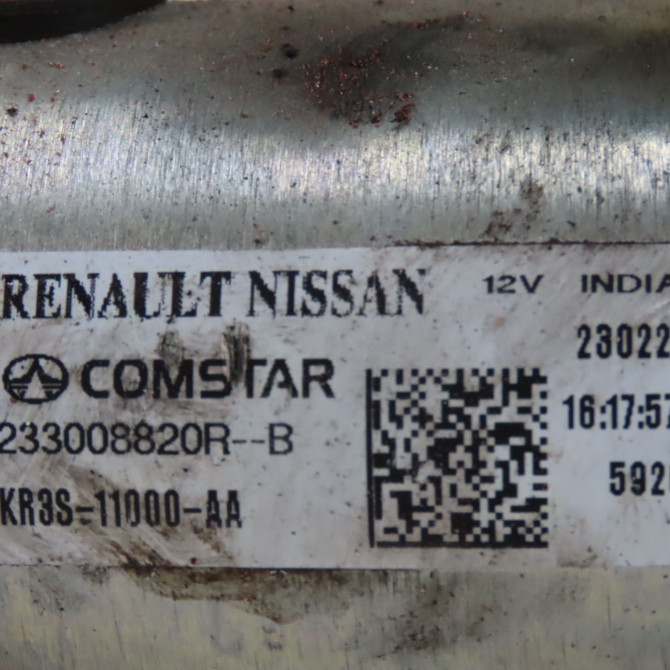 RENAULT NISSAN 12V INDIA
23022
COMSTAR
233008820R--B
16:17:57
KR3S-11000-AA
592